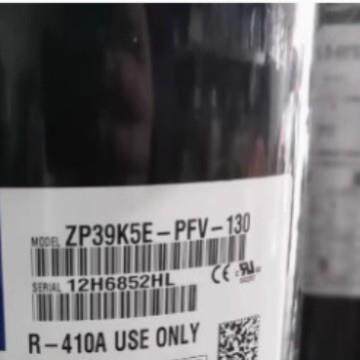 MODEL ZP39K5E-PFV-130
SERIAL 12H6852HL
R-410A USE ONLY